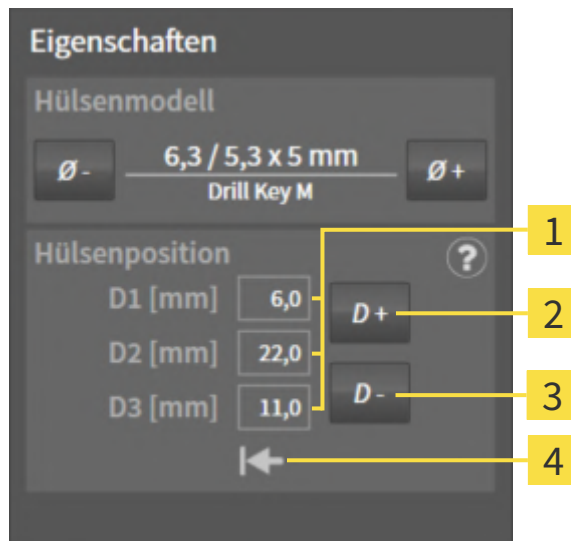 Eigenschaften
Hülsenmodell
Ø - 6,3 / 5,3 x 5 mm Ø +
Drill Key M
Hülsenposition ?
D1 [mm] 6,0
D2 [mm] 22,0
D3 [mm] 11,0
D +
D -
1
2
3
4